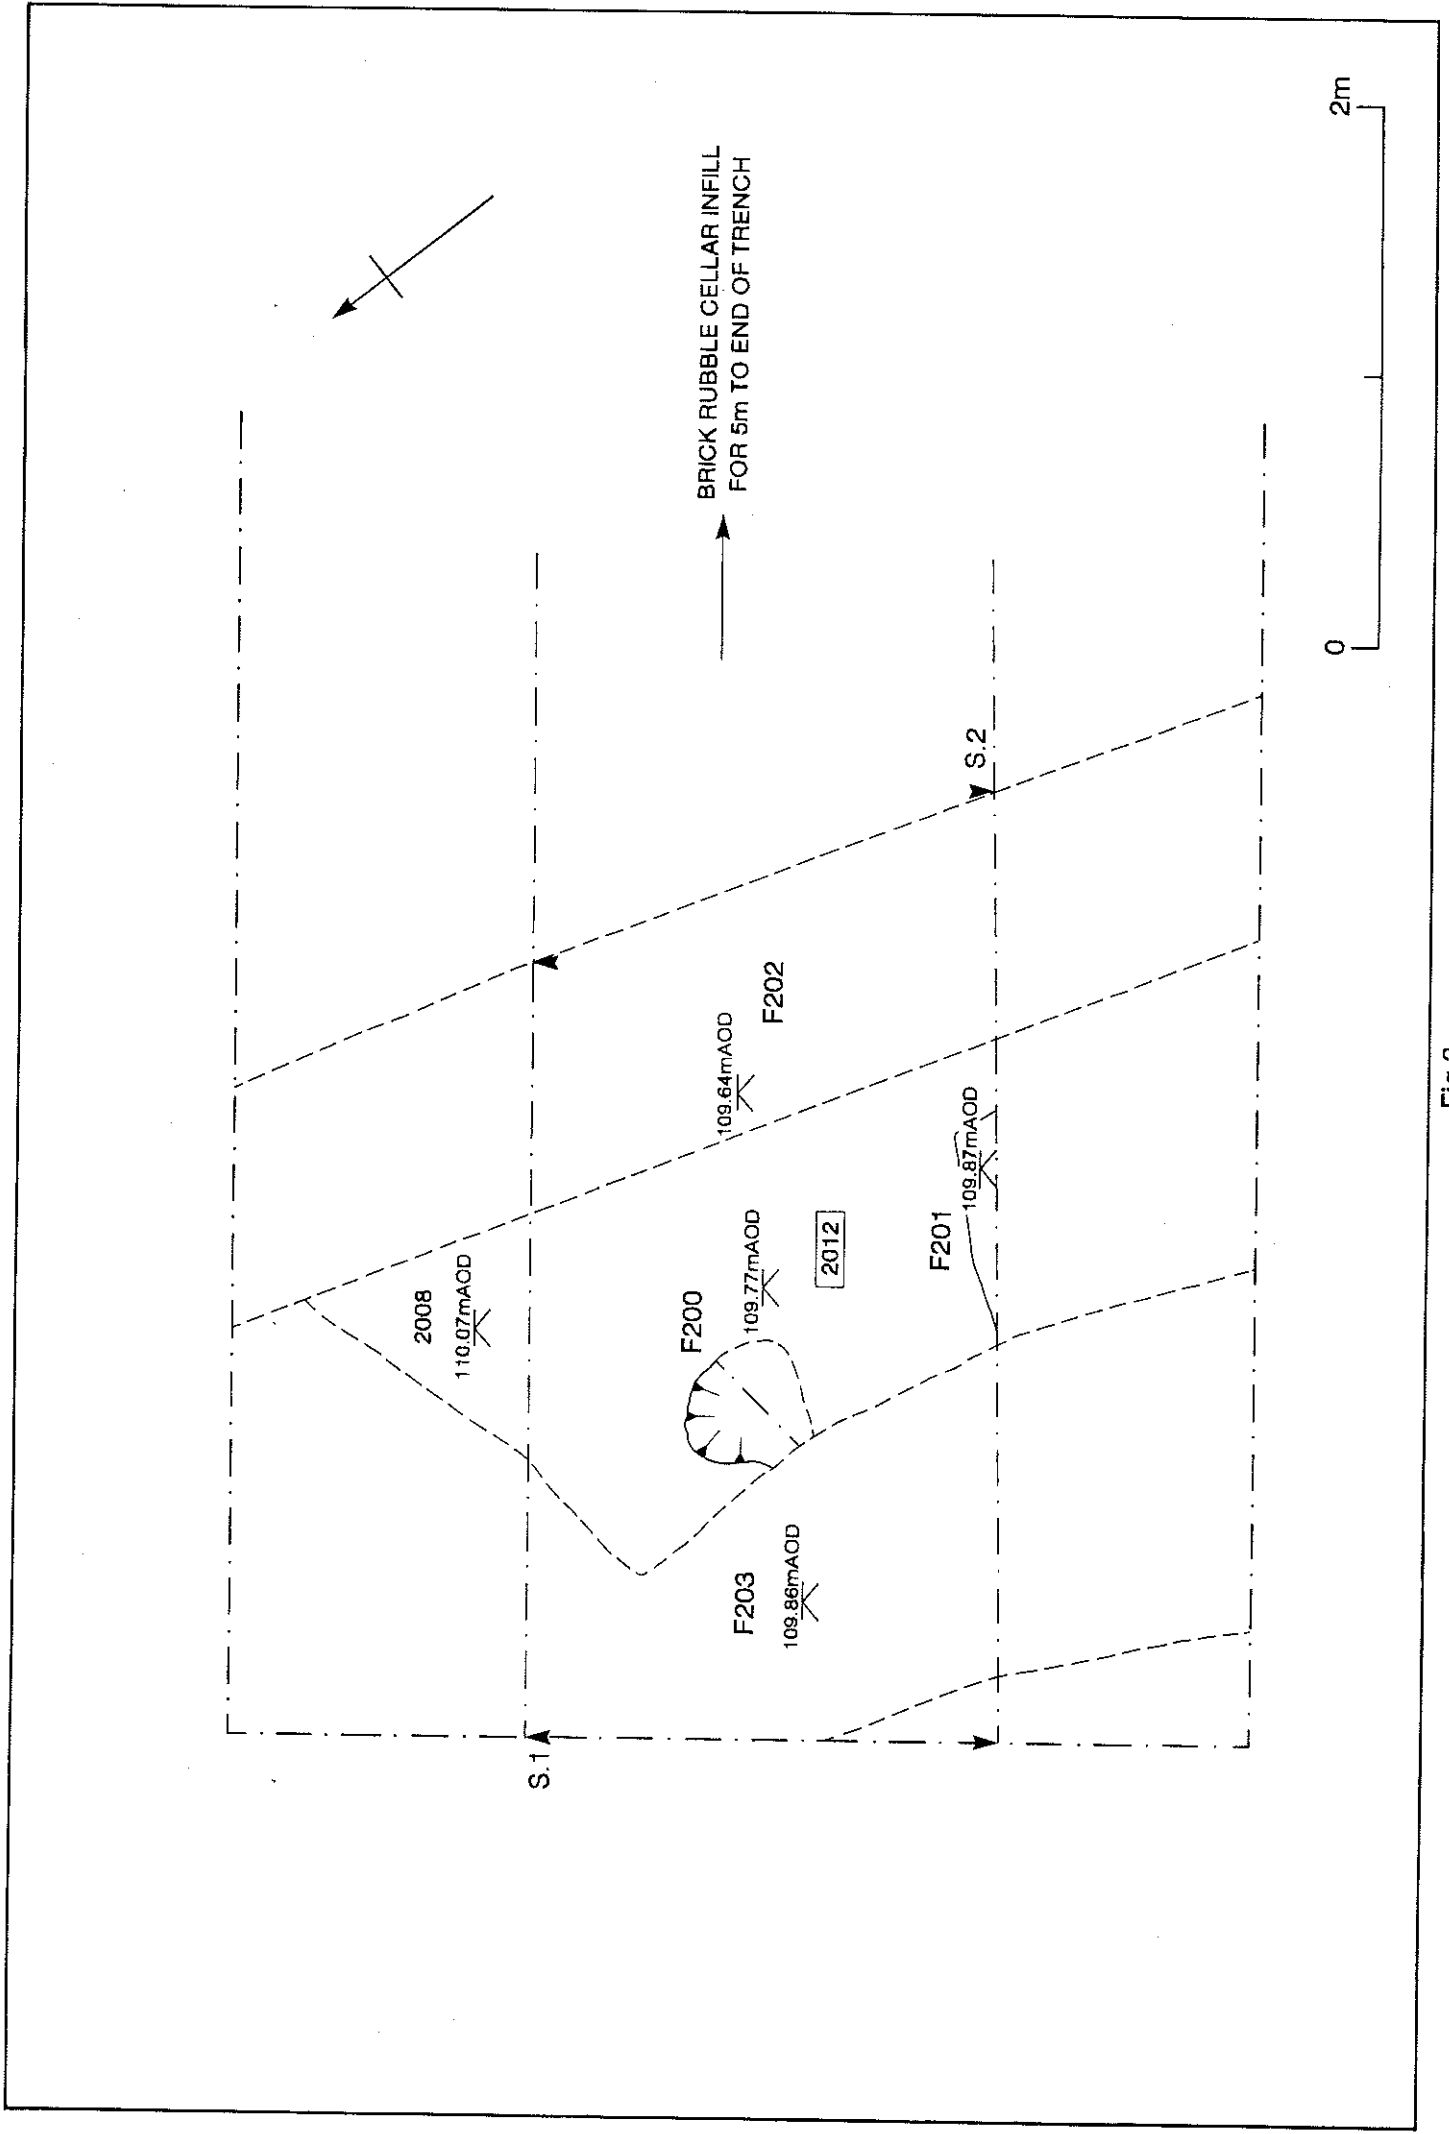 BRICK RUBBLE CELLAR INFILL
FOR 5m TO END OF TRENCH
2m
0
S.2
F202
109.64mAOD
109.87mAOD
F201
2008
110.07mAOD
F200
109.77mAOD
2012
F203
109.86mAOD
S.1